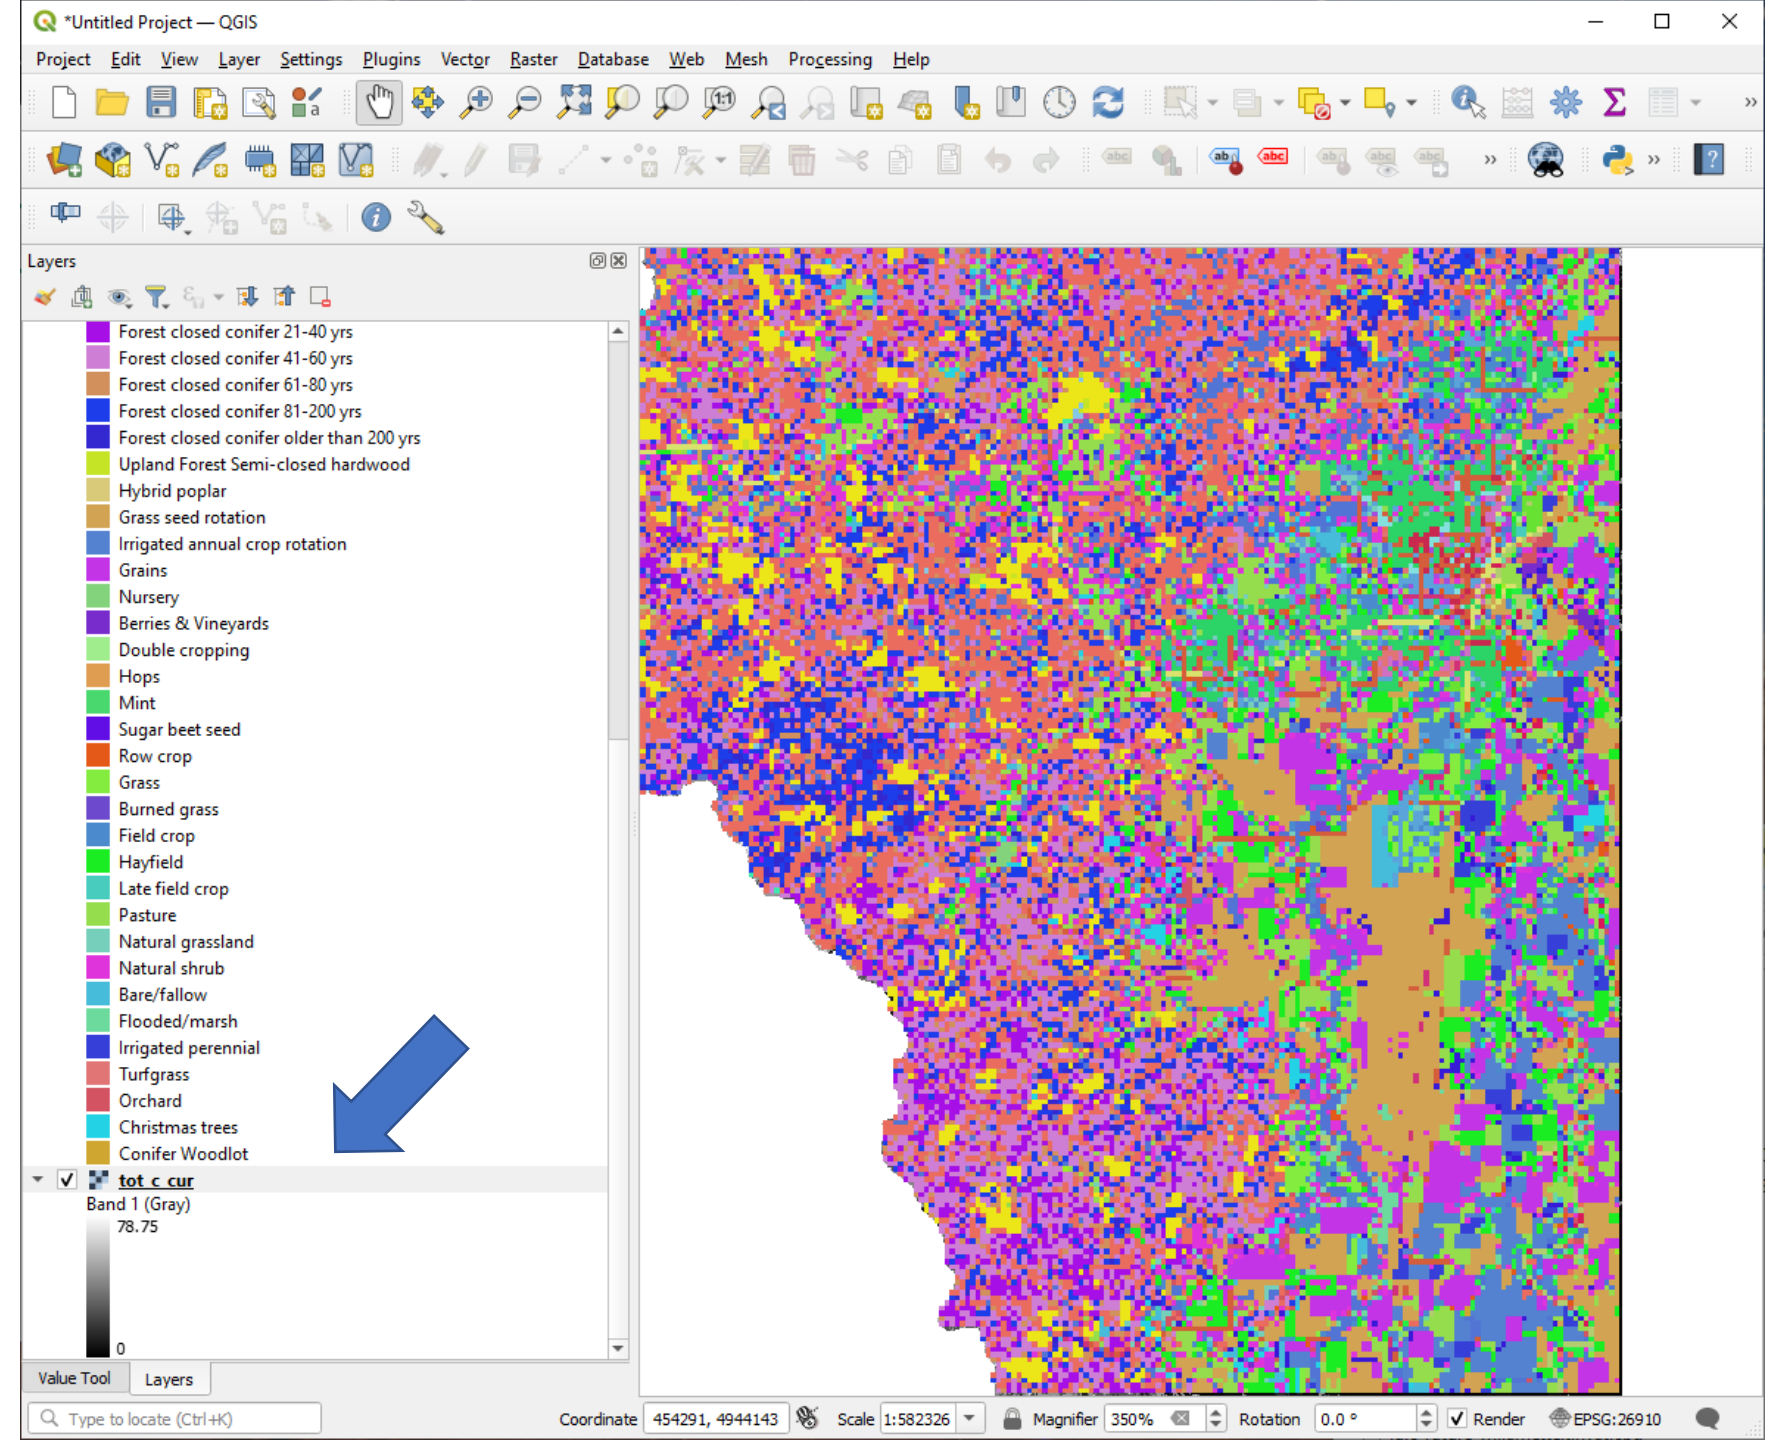 *Untitled Project — QGIS
Project Edit View Layer Settings Plugins Vector Raster Database Web Mesh Processing Help
Layers
Forest closed conifer 21-40 yrs
Forest closed conifer 41-60 yrs
Forest closed conifer 61-80 yrs
Forest closed conifer 81-200 yrs
Forest closed conifer older than 200 yrs
Upland Forest Semi-closed hardwood
Hybrid poplar
Grass seed rotation
Irrigated annual crop rotation
Grains
Nursery
Berries & Vineyards
Double cropping
Hops
Mint
Sugar beet seed
Row crop
Grass
Burned grass
Field crop
Hayfield
Late field crop
Pasture
Natural grassland
Natural shrub
Bare/fallow
Flooded/marsh
Irrigated perennial
Turfgrass
Orchard
Christmas trees
Conifer Woodlot
tot_c_cur
Band 1 (Gray)
78.75
0
Value Tool Layers
Type to locate (Ctrl+K) Coordinate 454291, 4944143 Scale 1:582326 Magnifier 350% Rotation 0.0 ° Render EPSG:26910